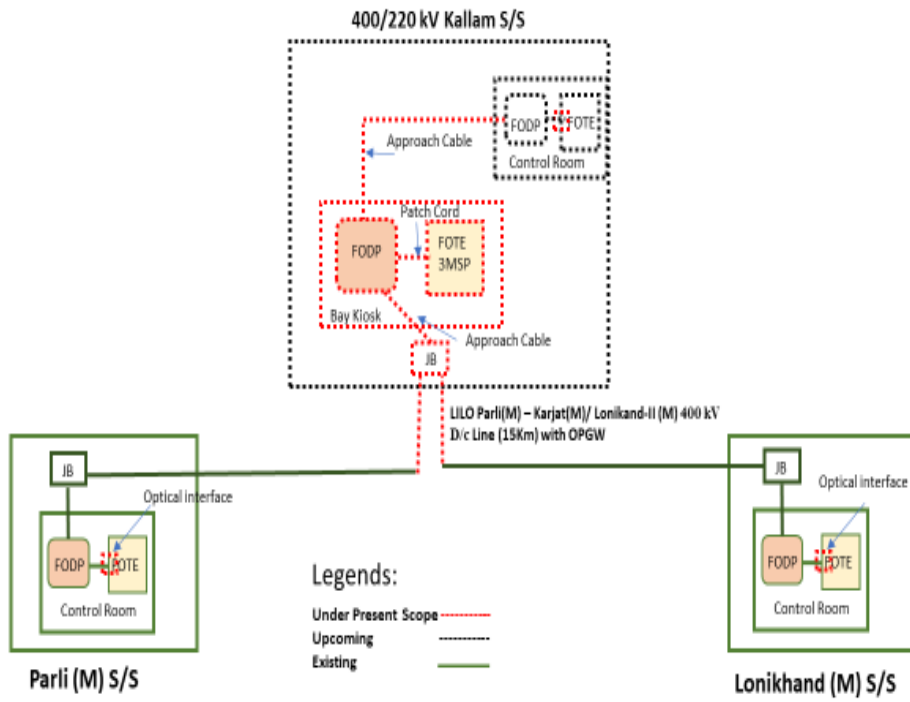 400/220 kV Kallam S/S
FODP
FOTE
Control Room
Approach Cable
Patch Cord
FODP
FOTE
3MSP
Bay Kiosk
Approach Cable
JB
LILO Parli(M) – Karjat(M)/ Lonikand-II (M) 400 kV
D/c Line (15Km) with OPGW
JB
Optical interface
FODP
FOTE
Control Room
Parli (M) S/S
JB
Optical interface
FODP
FOTE
Control Room
Lonikhand (M) S/S
Legends:
Under Present Scope
Upcoming
Existing